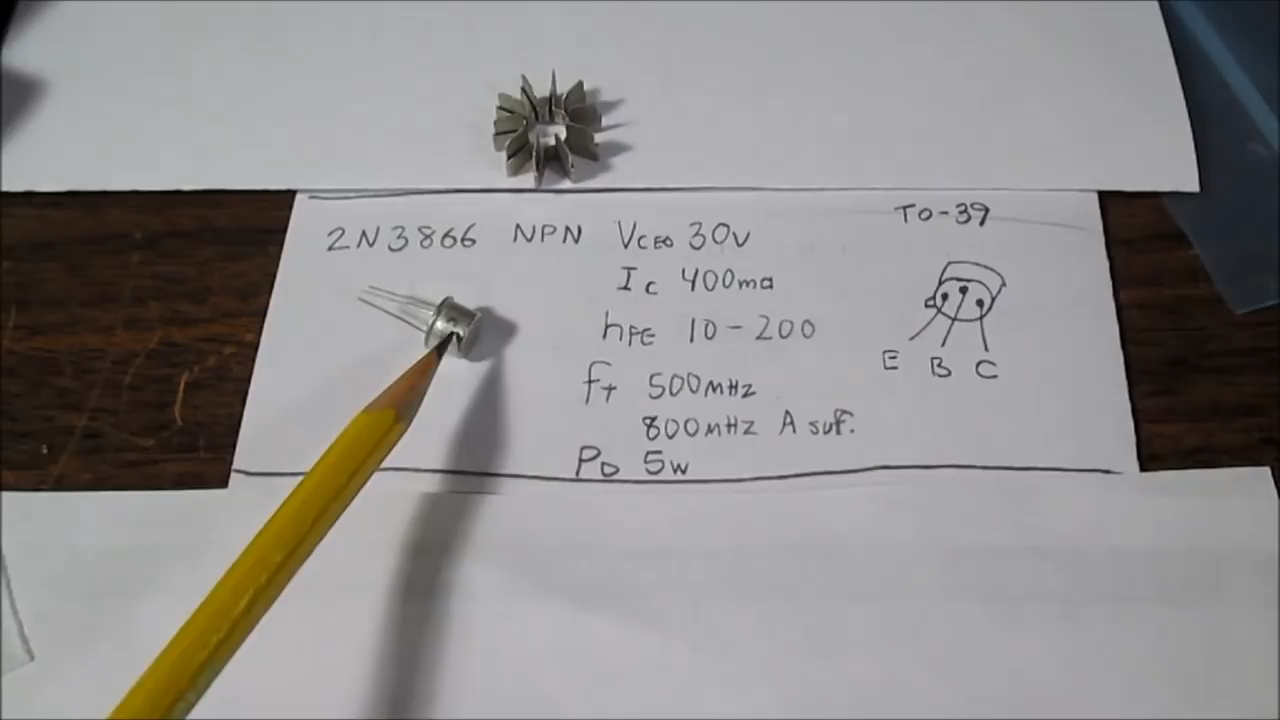 2N3866 NPN VCEO 30V
IC 400ma
hFE 10-200
fT 500MHZ
800MHZ A suf.
PD 5W
TO-39
E B C